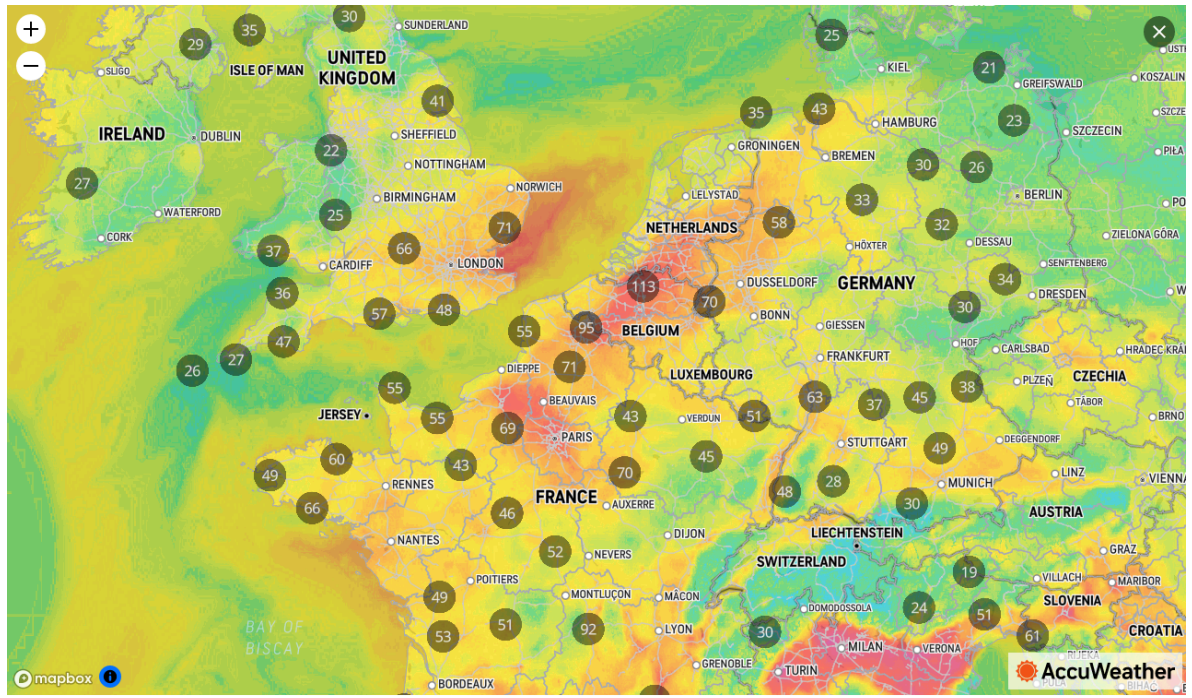 30
SUNDERLAND
35
29
25
USTK
SLIGO
ISLE OF MAN
UNITED
KINGDOM
KIEL
21
GREIFSWALD
KOSZALIN
41
35
43
IRELAND
DUBLIN
SHEFFIELD
HAMBURG
23
SZCZECIN
22
GRONINGEN
BREMEN
PIŁA
NOTTINGHAM
30
26
27
NORWICH
LELYSTAD
BERLIN
BIRMINGHAM
33
WATERFORD
25
71
NETHERLANDS
58
32
CORK
37
66
HÖXTER
DESSAU
ZIELONA GÓRA
CARDIFF
LONDON
SENFTENBERG
36
113
DUSSELDORF
GERMANY
34
DRESDEN
57
48
70
30
55
95
BELGIUM
BONN
GIESSEN
47
HOF
CARLSBAD
HRADEC KRÁ
27
FRANKFURT
26
DIEPPE
71
LUXEMBOURG
CZECHIA
55
38
PLZEŇ
BEAUVAIS
63
37
45
TÁBOR
JERSEY
55
43
VERDUN
51
BRNO
69
PARIS
STUTTGART
DEGGENDORF
60
43
45
49
49
RENNES
70
LINZ
FRANCE
48
28
MUNICH
VIENNA
66
46
AUXERRE
30
AUSTRIA
NANTES
DIJON
LIECHTENSTEIN
52
NEVERS
SWITZERLAND
GRAZ
POITIERS
19
VILLACH
MARIBOR
49
MONTLUÇON
MÂCON
DOMODOSSOLA
24
SLOVENIA
51
53
51
92
LYON
30
61
CROATIA
BAY OF
BISCAY
MILAN
VERONA
RIJEKA
GRENOBLE
TURIN
mapbox
BORDEAUX
PULA
AccuWeather